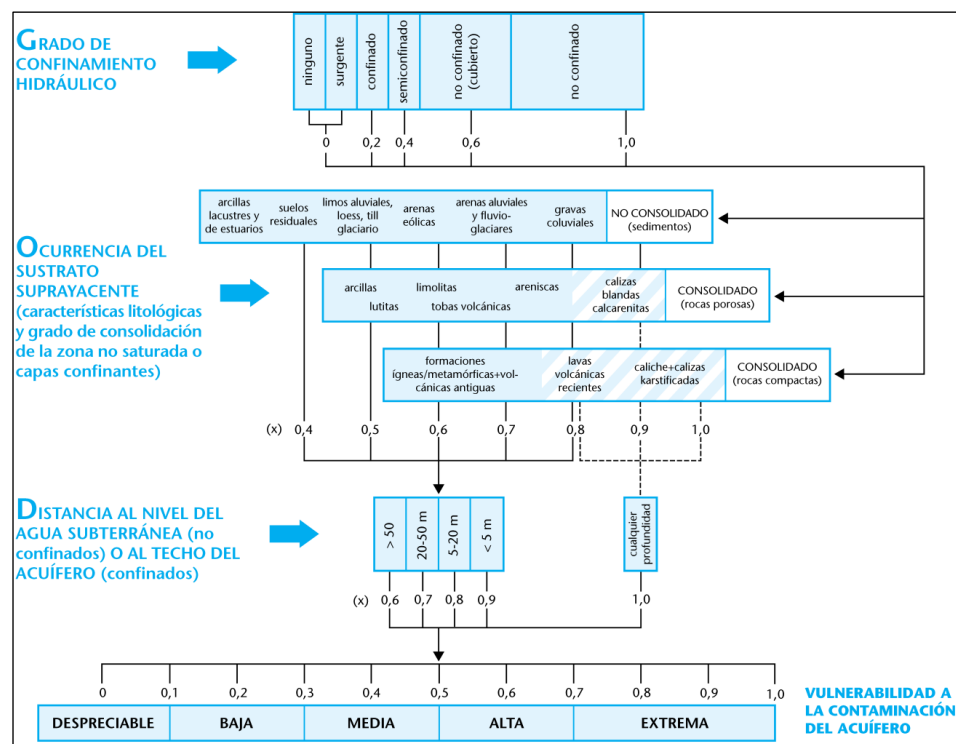 GRADO DE
CONFINAMIENTO
HIDRÁULICO
ninguno
surgente
confinado
semiconfinado
no confinado
(cubierto)
no confinado
0
0,2
0,4
0,6
1,0
OCURRENCIA DEL
SUSTRATO
SUPRAYACENTE
(características litológicas
y grado de consolidación
de la zona no saturada o
capas confinantes)
arcillas
lacustres y
de estuarios
suelos
residuales
limos aluviales,
loess, till
glaciario
arenas
eólicas
arenas aluviales
y fluvio-
glaciares
gravas
coluviales
NO CONSOLIDADO
(sedimentos)
arcillas
lutitas
limolitas
tobas volcánicas
areniscas
calizas
blandas
calcarenitas
CONSOLIDADO
(rocas porosas)
formaciones
ígneas/metamórficas+vol-
cánicas antiguas
lavas
volcánicas
recientes
caliche+calizas
karstificadas
CONSOLIDADO
(rocas compactas)
(x) 0,4 0,5 0,6 0,7 0,8 0,9 1,0
DISTANCIA AL NIVEL DEL
AGUA SUBTERRÁNEA (no
confinados) O AL TECHO DEL
ACUÍFERO (confinados)
> 50
20-50 m
5-20 m
< 5 m
cualquier
profundidad
(x) 0,6 0,7 0,8 0,9 1,0
0 0,1 0,2 0,3 0,4 0,5 0,6 0,7 0,8 0,9 1,0
DESPRECIABLE BAJA MEDIA ALTA EXTREMA
VULNERABILIDAD A
LA CONTAMINACIÓN
DEL ACUÍFERO